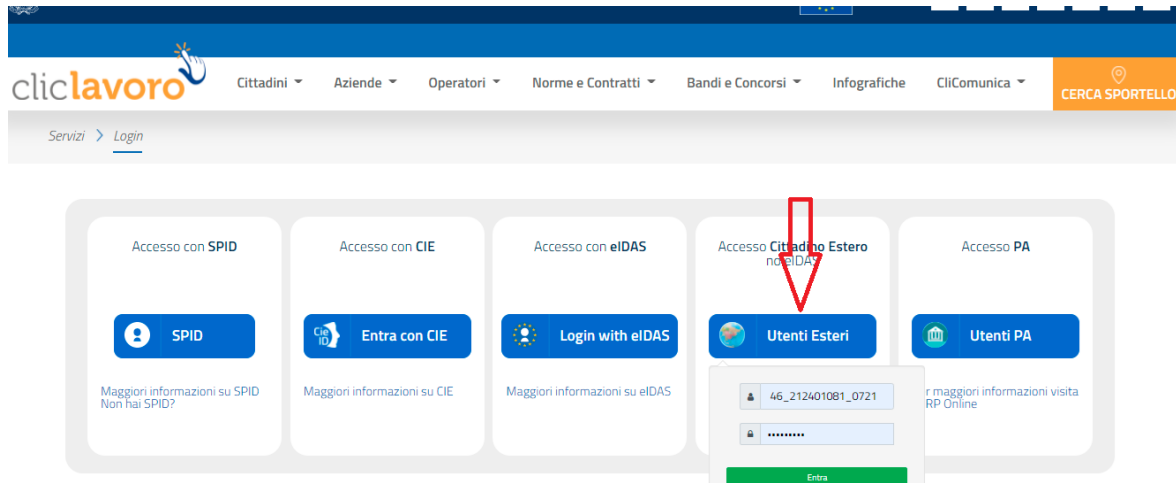 cliclavoro
Cittadini
Aziende
Operatori
Norme e Contratti
Bandi e Concorsi
Infografiche
CliComunica
CERCA SPORTELLO
Servizi > Login
Accesso con SPID
SPID
Maggiori informazioni su SPID
Non hai SPID?
Accesso con CIE
Cie ID
Entra con CIE
Maggiori informazioni su CIE
Accesso con eIDAS
Login with eIDAS
Maggiori informazioni su eIDAS
Accesso Cittadino Estero
no eIDAS
Utenti Esteri
46_212401081_0721
•••••••••
Entra
Accesso PA
Utenti PA
maggiori informazioni visita
RP Online